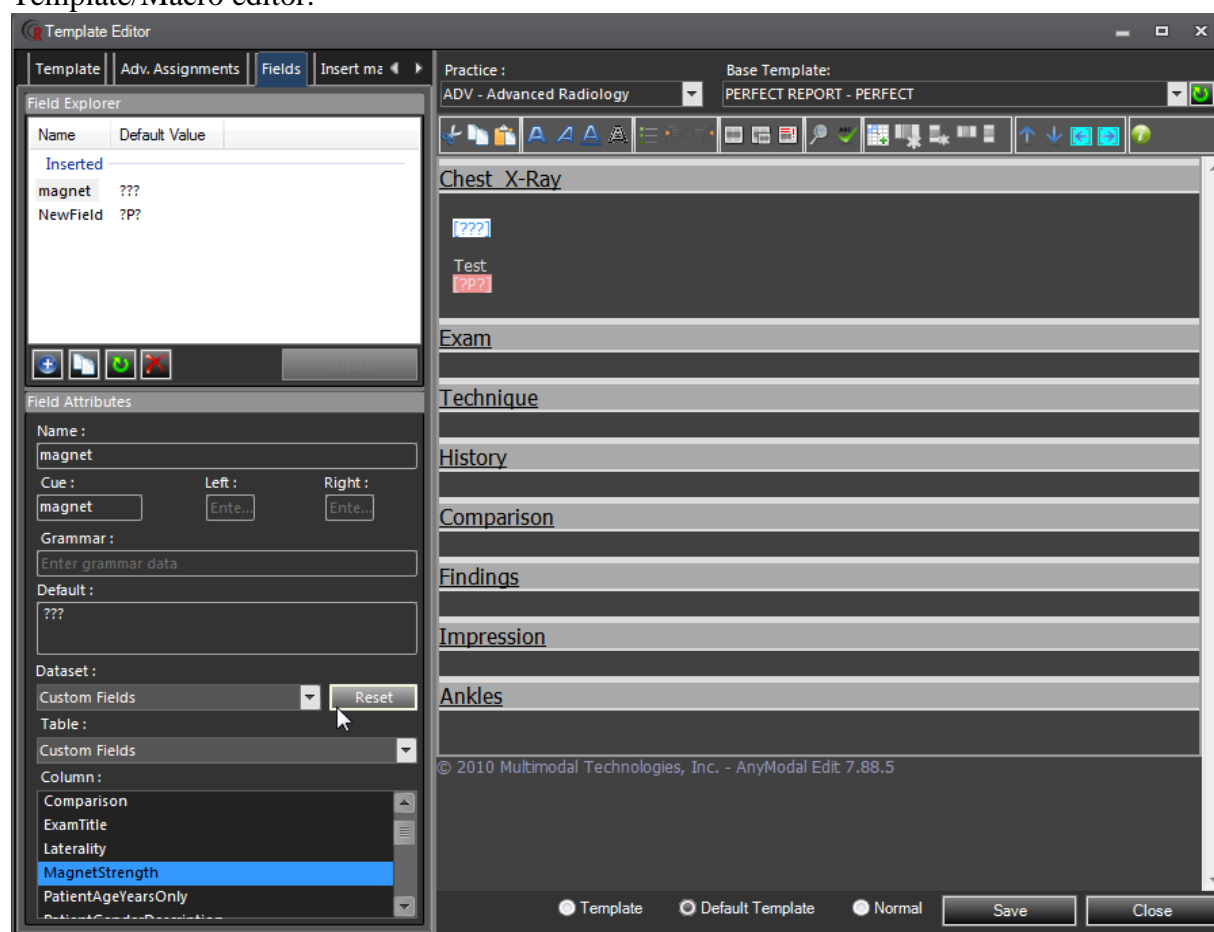 Template/Macro editor.
Template Editor
Template Adv. Assignments Fields Insert ma
Field Explorer
Name Default Value
Inserted
magnet ???
NewField ?P?
Insert
Field Attributes
Name :
magnet
Cue : Left : Right :
magnet Ente... Ente...
Grammar :
Enter grammar data
Default :
???
Dataset :
Custom Fields Reset
Table :
Custom Fields
Column :
Comparison
ExamTitle
Laterality
MagnetStrength
PatientAgeYearsOnly
PatientGenderDescription
Practice : Base Template:
ADV - Advanced Radiology PERFECT REPORT - PERFECT
Chest X-Ray
[???]
Test
[?P?]
Exam
Technique
History
Comparison
Findings
Impression
Ankles
© 2010 Multimodal Technologies, Inc. - AnyModal Edit 7.88.5
Template Default Template Normal Save Close